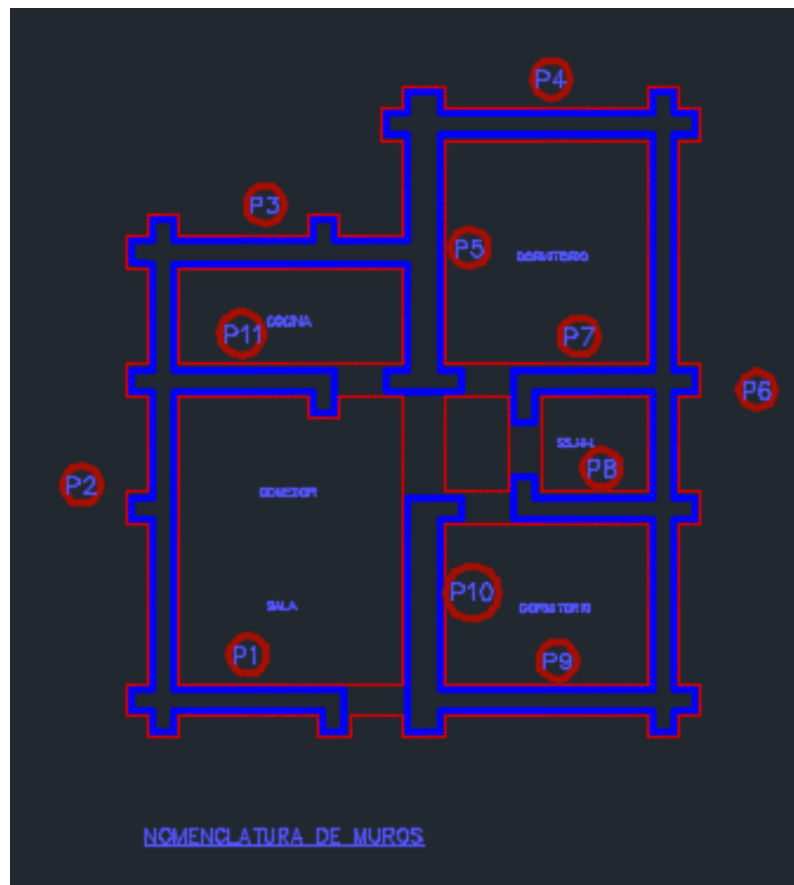 P4
P3
P5
DORMITORIO
P11
COCINA
P7
P6
SS.HH.
P8
P2
COMEDOR
P10
SALA
DORMITORIO
P1
P9
NOMENCLATURA DE MUROS